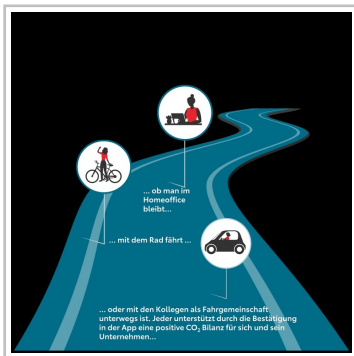 ... ob man im
Homeoffice
bleibt...
... mit dem Rad fährt ...
... oder mit den Kollegen als Fahrgemeinschaft
unterwegs ist. Jeder unterstützt durch die Bestätigung
in der App eine positive CO₂ Bilanz für sich und sein
Unternehmen...